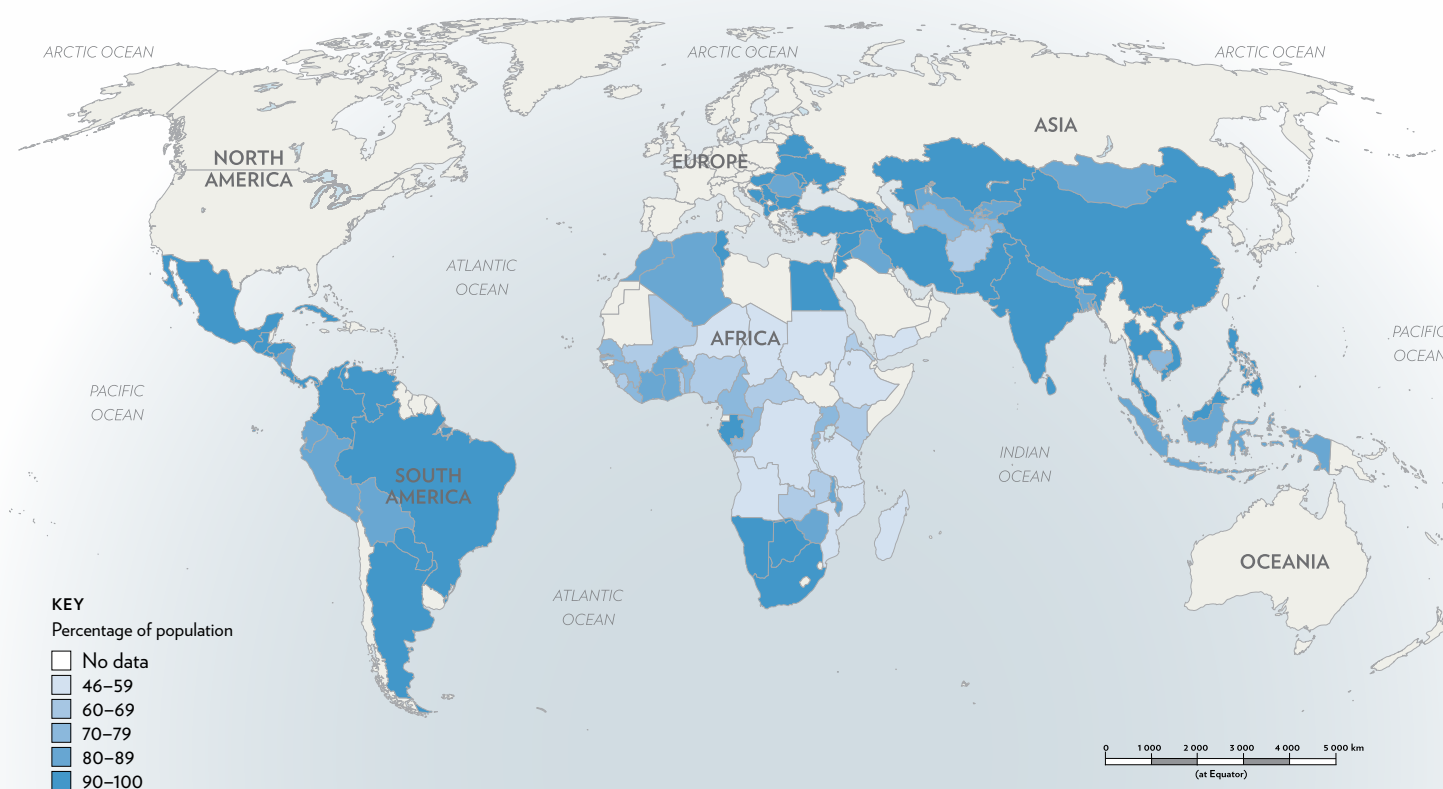 ARCTIC OCEAN
ARCTIC OCEAN
ARCTIC OCEAN
ASIA
NORTH
AMERICA
EUROPE
ATLANTIC
OCEAN
AFRICA
PACIFIC
OCEAN
PACIFIC
OCEAN
INDIAN
OCEAN
SOUTH
AMERICA
OCEANIA
ATLANTIC
OCEAN
KEY
Percentage of population
No data
46–59
60–69
70–79
80–89
90–100
0 1 000 2 000 3 000 4 000 5 000 km
(at Equator)